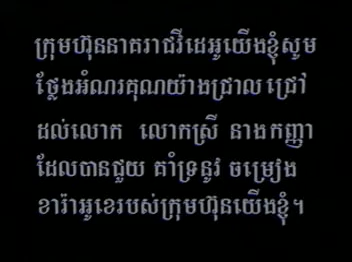 ក្រុមហ៊ុននាគរាជវីដេអូយើងខ្ញុំសូម
ថ្លែងអំណរគុណយ៉ាងជ្រាលជ្រៅ
ដល់លោក លោកស្រី នាងកញ្ញា
ដែលបានជួយ គាំទ្រនូវ ចម្រៀង
ខារ៉ាអូខេរបស់ក្រុមហ៊ុនយើងខ្ញុំ។